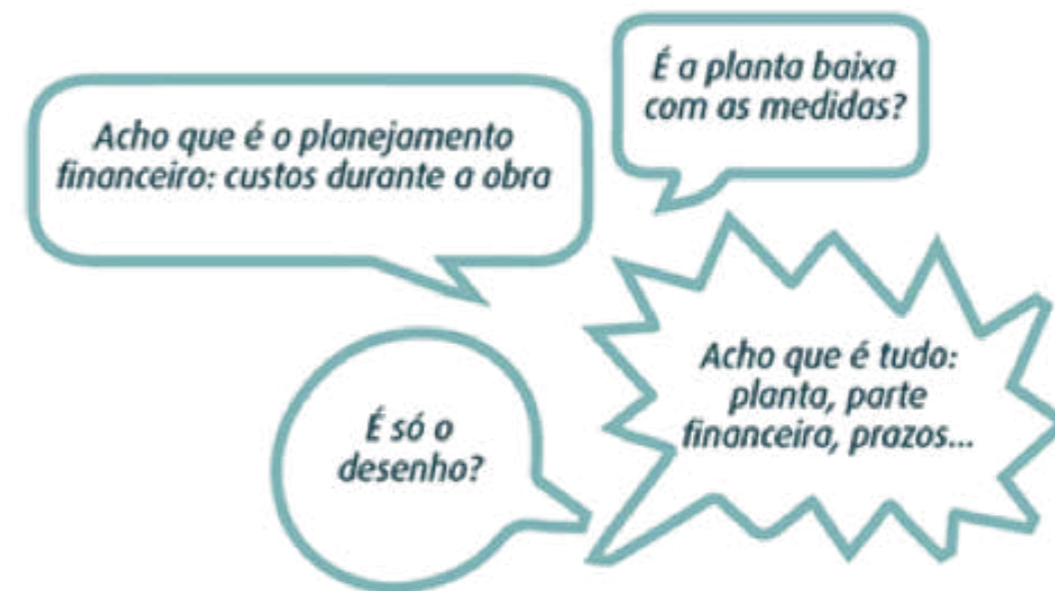 É a planta baixa
com as medidas?
Acho que é o planejamento
financeiro: custos durante a obra
Acho que é tudo:
planta, parte
financeira, prazos...
É só o
desenho?